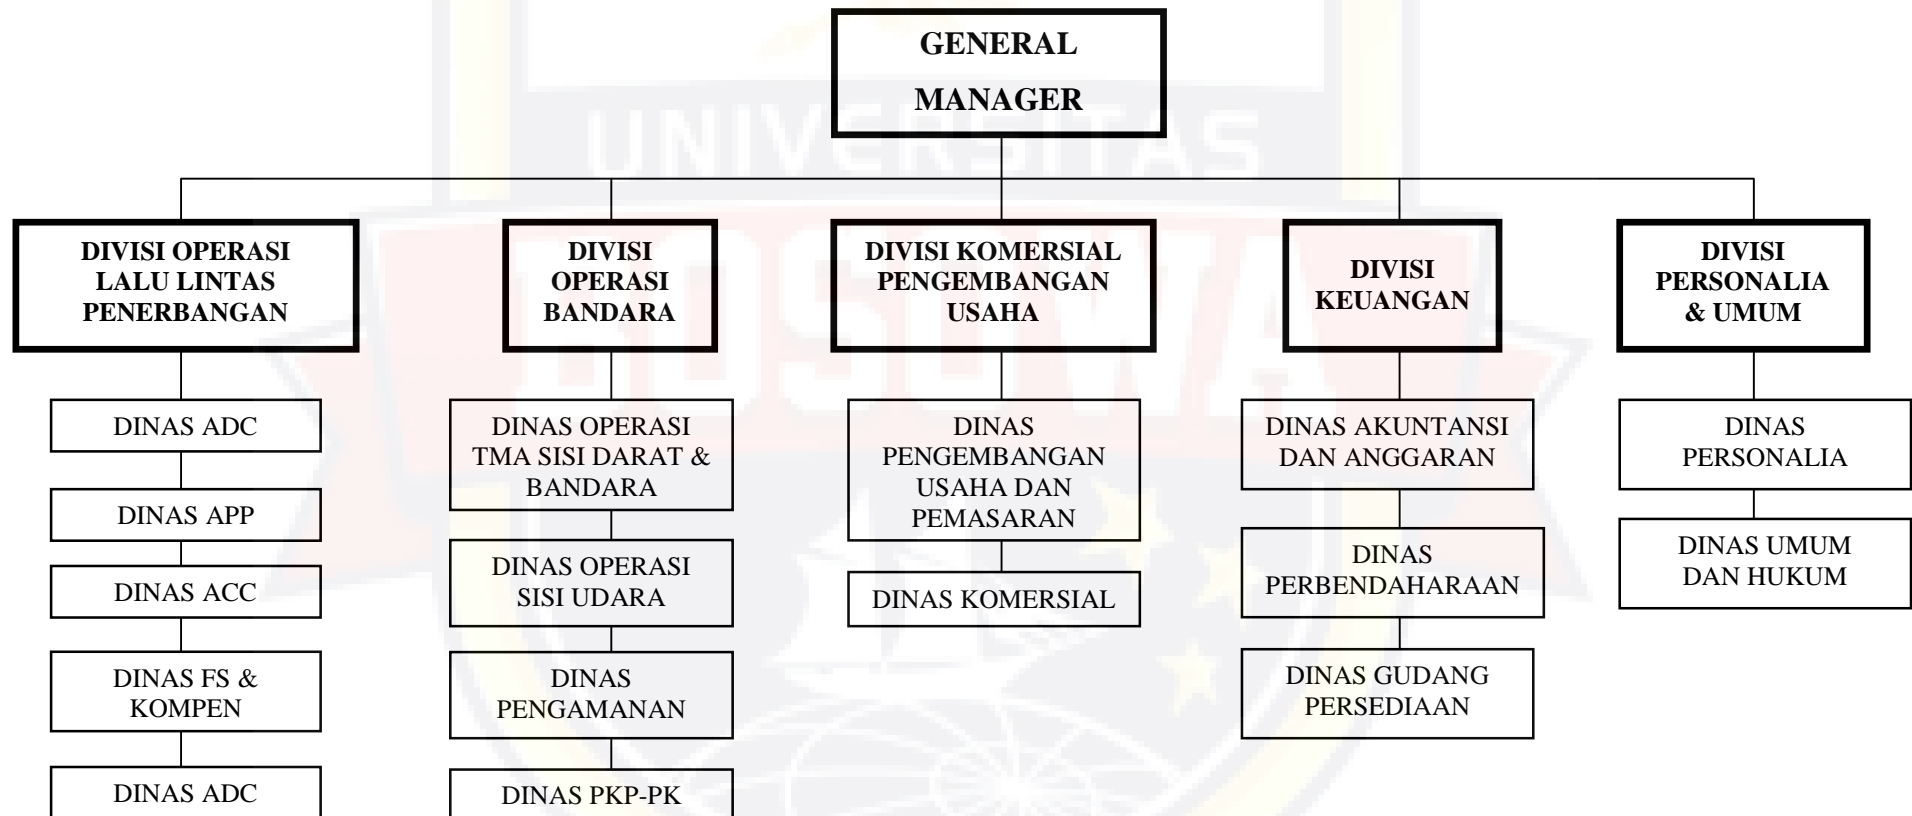 GENERAL
MANAGER
UNIVERSITAS
BOSOWA
DIVISI OPERASI
LALU LINTAS
PENERBANGAN
DIVISI
OPERASI
BANDARA
DIVISI KOMERSIAL
PENGEMBANGAN
USAHA
DIVISI
KEUANGAN
DIVISI
PERSONALIA
& UMUM
DINAS ADC
DINAS APP
DINAS ACC
DINAS FS &
KOMPEN
DINAS ADC
DINAS OPERASI
TMA SISI DARAT &
BANDARA
DINAS OPERASI
SISI UDARA
DINAS
PENGAMANAN
DINAS PKP-PK
DINAS
PENGEMBANGAN
USAHA DAN
PEMASARAN
DINAS KOMERSIAL
DINAS AKUNTANSI
DAN ANGGARAN
DINAS
PERBENDAHARAAN
DINAS GUDANG
PERSEDIAAN
DINAS
PERSONALIA
DINAS UMUM
DAN HUKUM